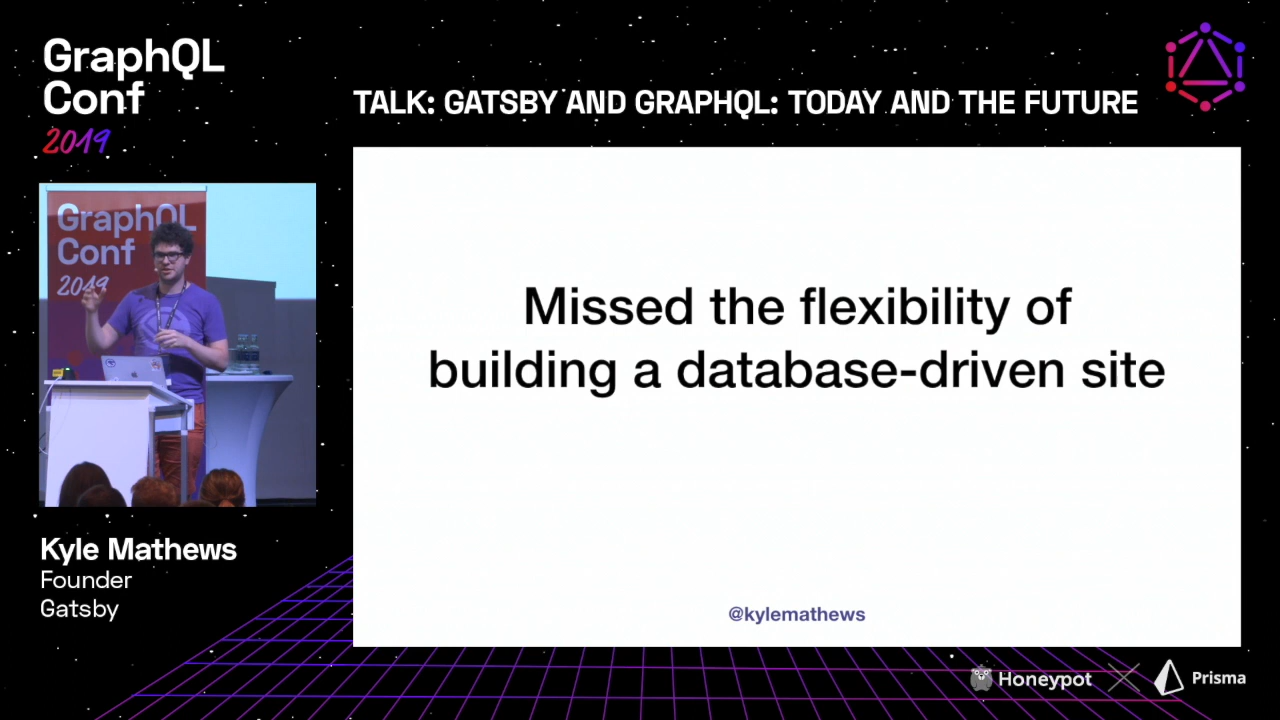 GraphQL
Conf
2019
TALK: GATSBY AND GRAPHQL: TODAY AND THE FUTURE
GraphQL
Conf
2019
Missed the flexibility of
building a database-driven site
@kylemathews
Kyle Mathews
Founder
Gatsby
Honeypot
Prisma